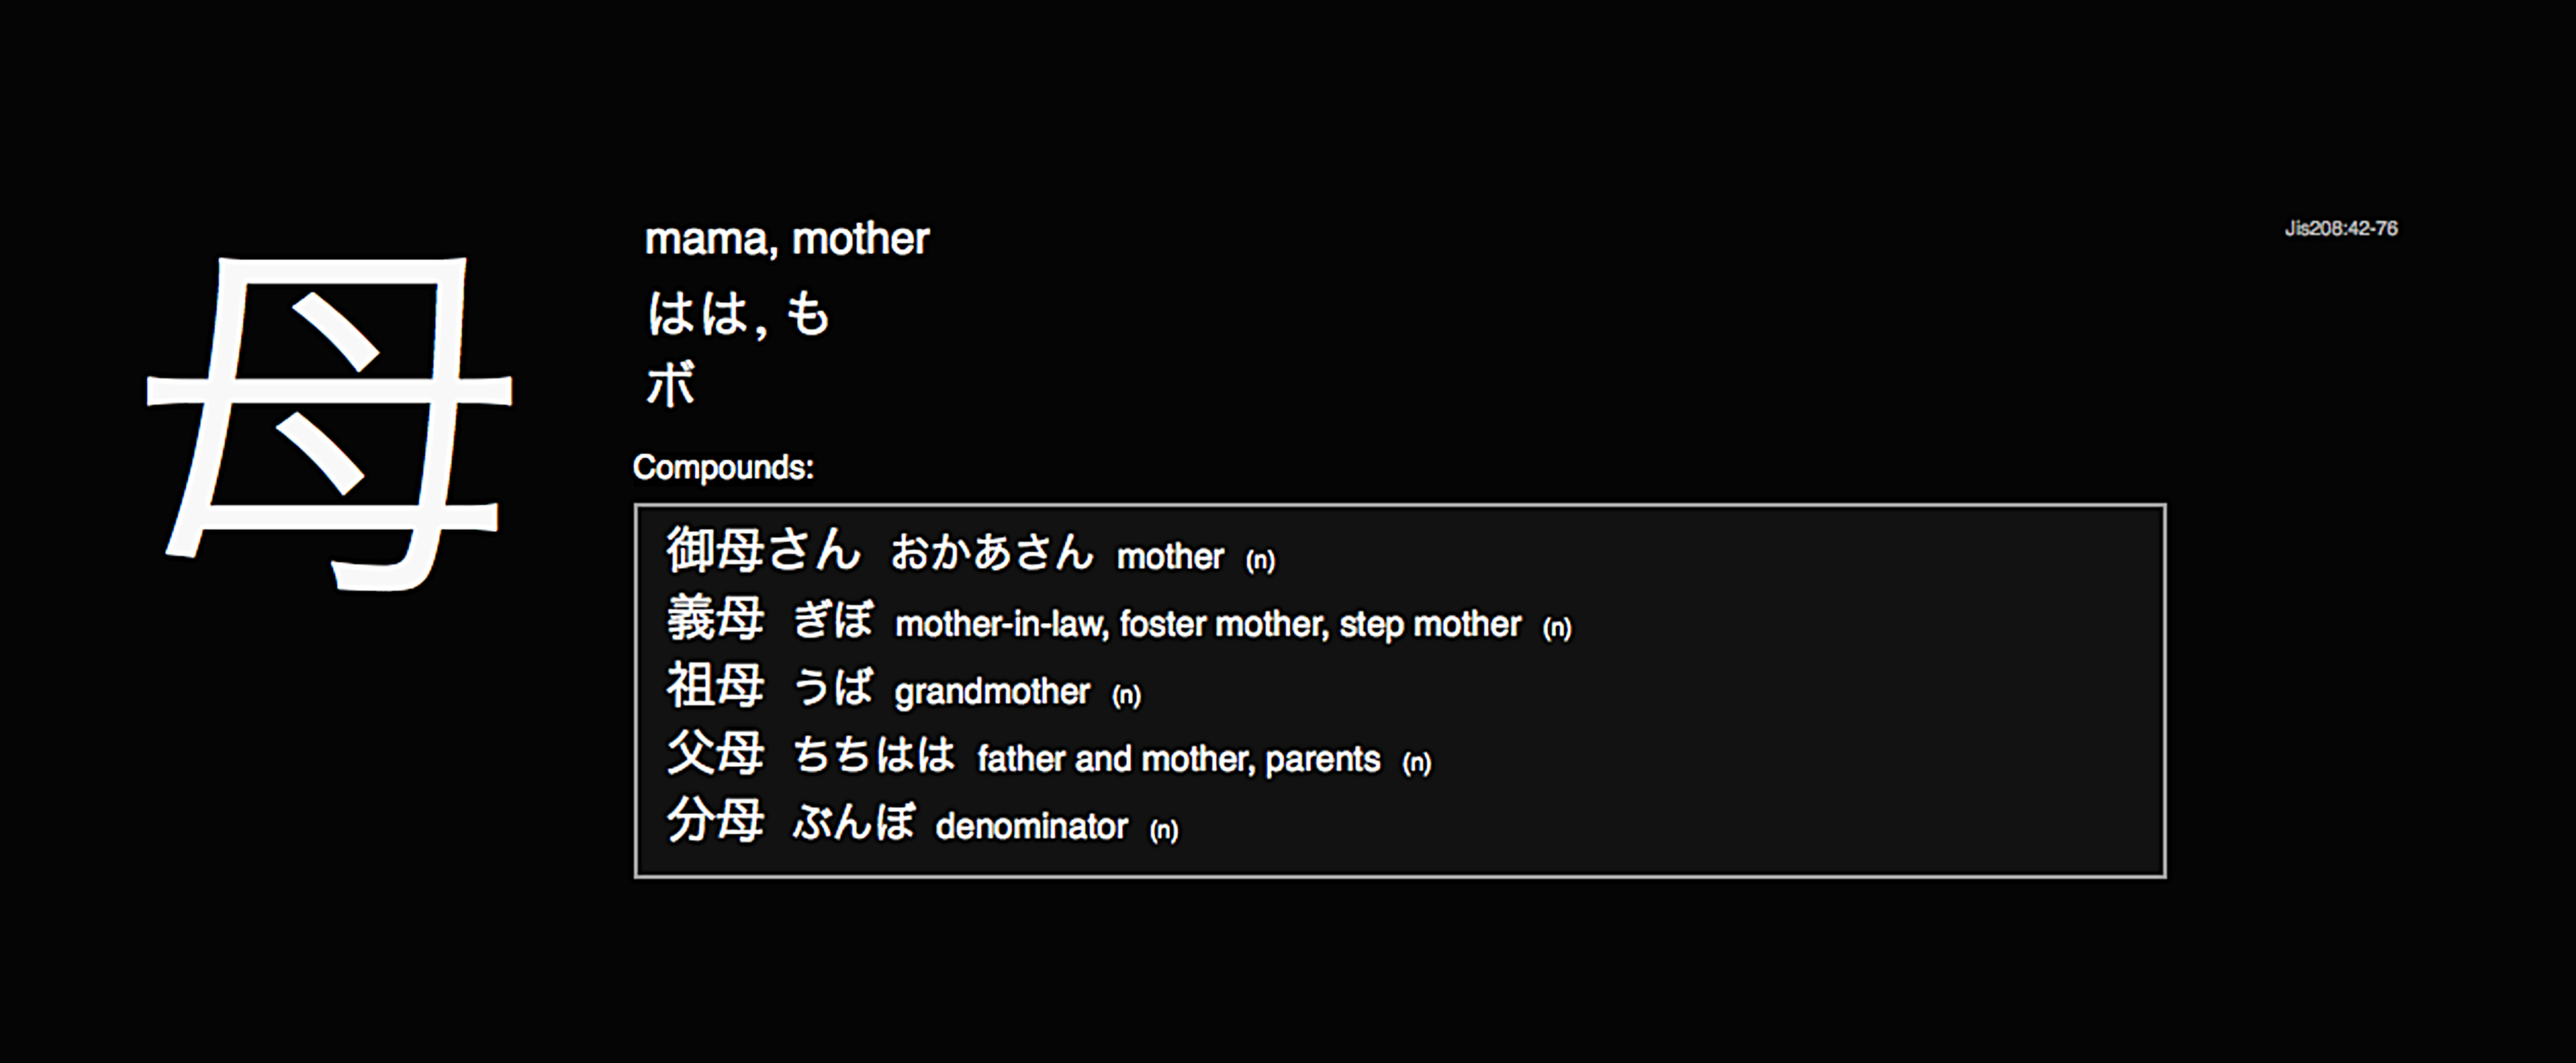 母
mama, mother
Jis208:42-76
はは, も
ボ
Compounds:
御母さん おかあさん mother (n)
義母 ぎぼ mother-in-law, foster mother, step mother (n)
祖母 うば grandmother (n)
父母 ちちはは father and mother, parents (n)
分母 ぶんぼ denominator (n)